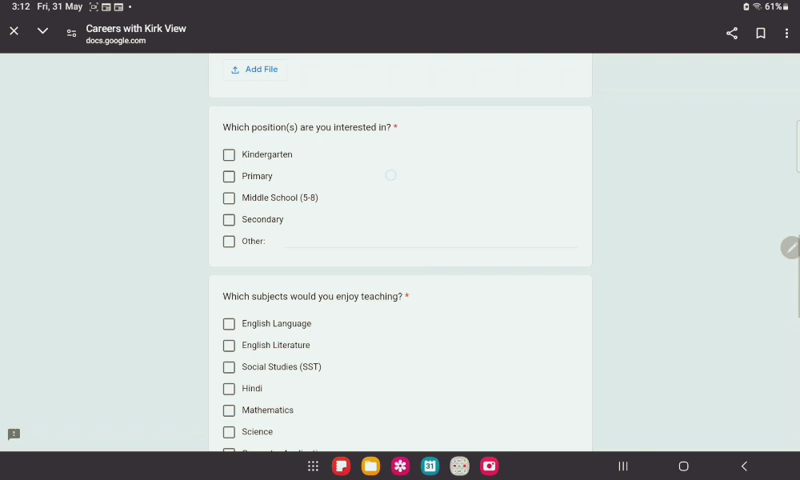 3:12 Fri, 31 May
61%
Careers with Kirk View
docs.google.com
Add File
Which position(s) are you interested in? *
Kindergarten
Primary
Middle School (5-8)
Secondary
Other:
Which subjects would you enjoy teaching? *
English Language
English Literature
Social Studies (SST)
Hindi
Mathematics
Science
31